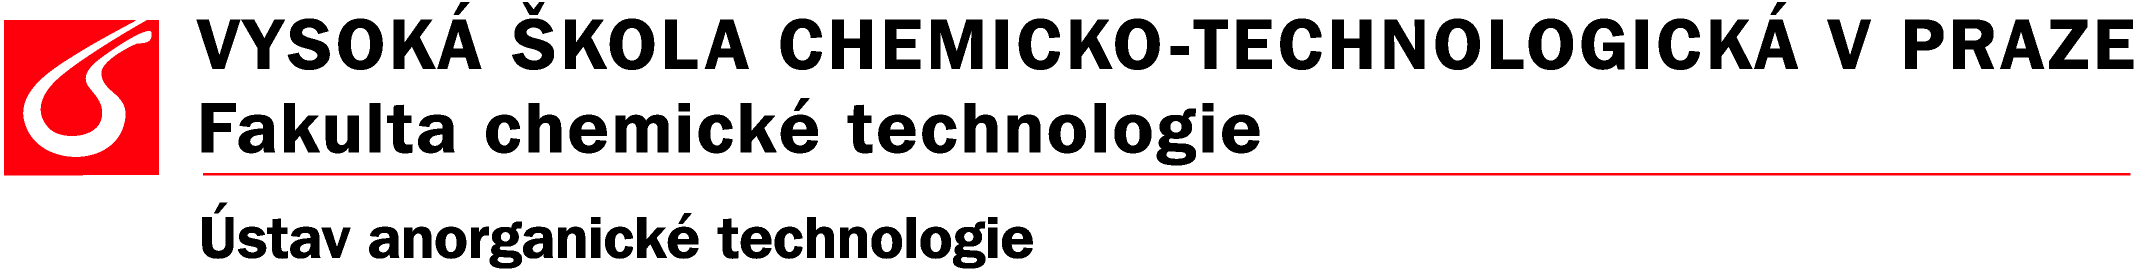 VYSOKÁ ŠKOLA CHEMICKO-TECHNOLOGICKÁ V PRAZE
Fakulta chemické technologie
Ústav anorganické technologie